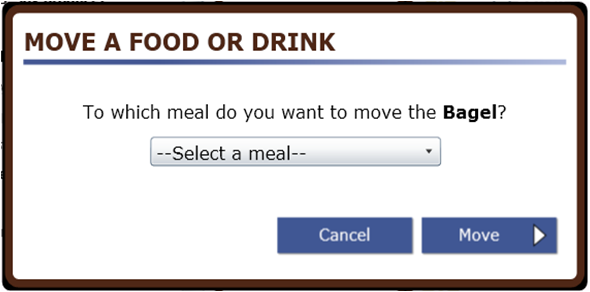 MOVE A FOOD OR DRINK
To which meal do you want to move the Bagel?
--Select a meal--
Cancel
Move